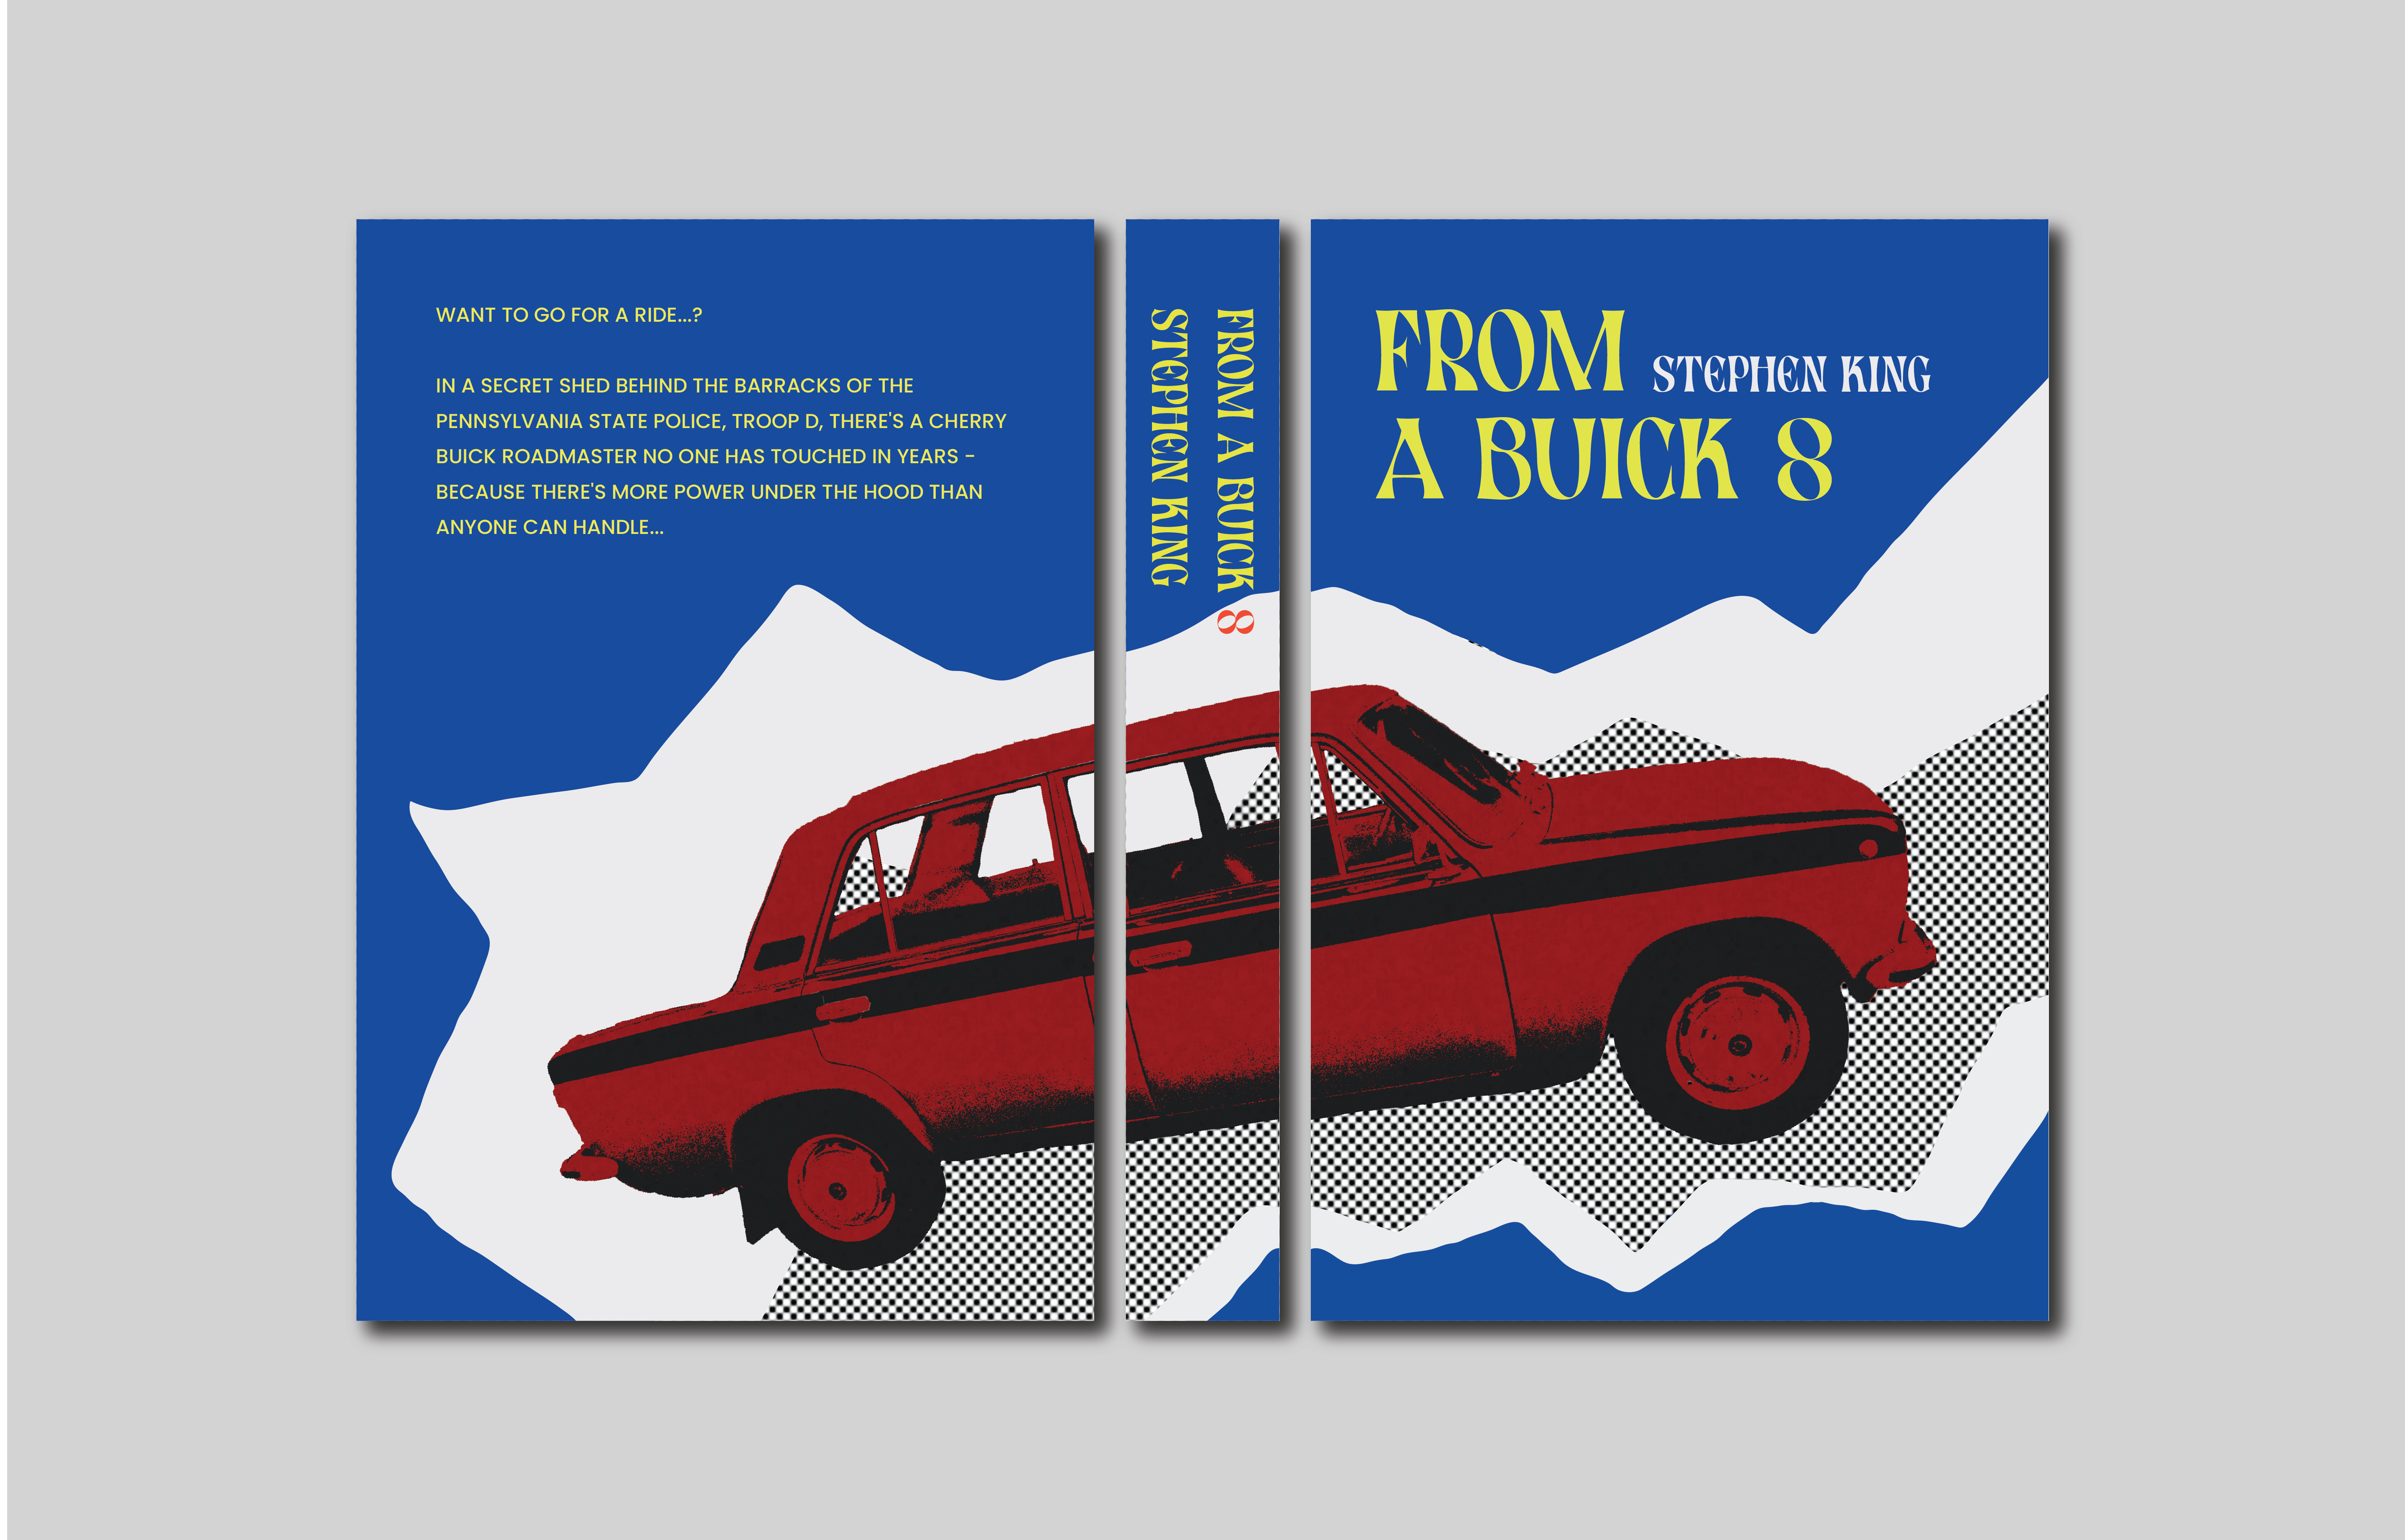 WANT TO GO FOR A RIDE...?
IN A SECRET SHED BEHIND THE BARRACKS OF THE
PENNSYLVANIA STATE POLICE, TROOP D, THERE'S A CHERRY
BUICK ROADMASTER NO ONE HAS TOUCHED IN YEARS -
BECAUSE THERE'S MORE POWER UNDER THE HOOD THAN
ANYONE CAN HANDLE...
FROM A BUICK 8
STEPHEN KING
FROM STEPHEN KING
A BUICK 8